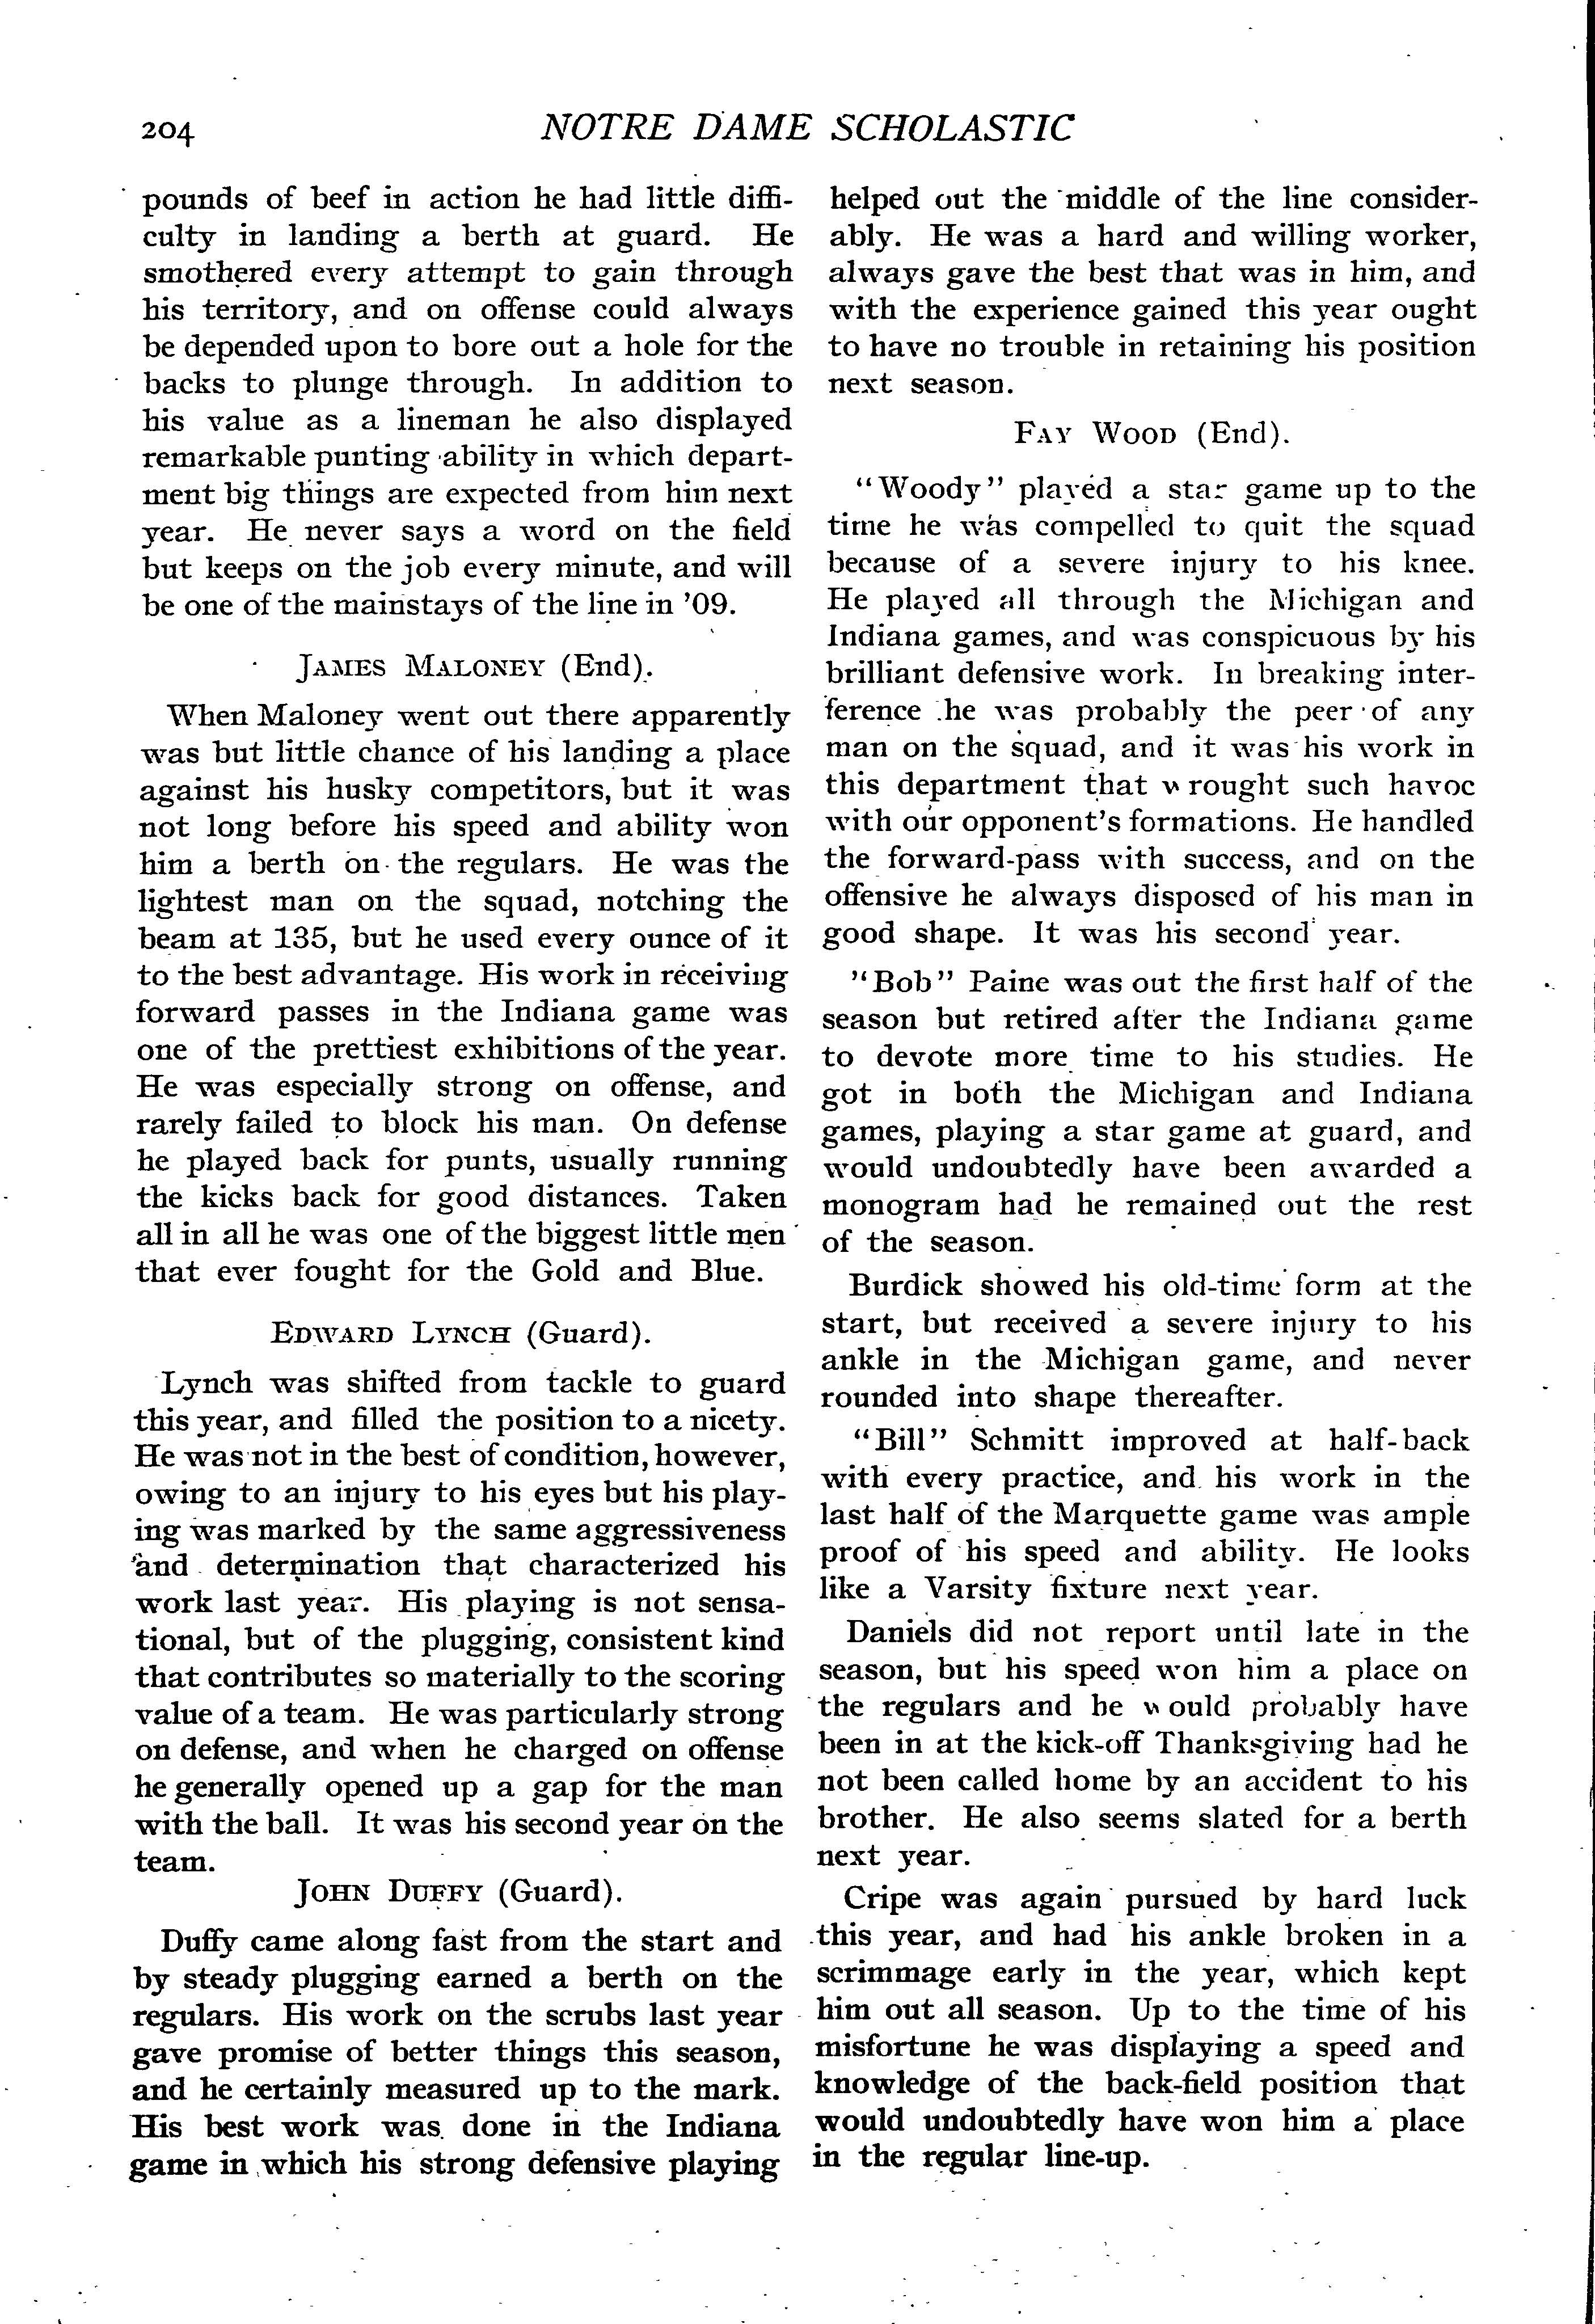 204
NOTRE DAME SCHOLASTIC
pounds of beef in action he had little diffi-
culty in landing a berth at guard. He
smothered every attempt to gain through
his territory, and on offense could always
be depended upon to bore out a hole for the
backs to plunge through. In addition to
his value as a lineman he also displayed
remarkable punting ability in which depart-
ment big things are expected from him next
year. He never says a word on the field
but keeps on the job every minute, and will
be one of the mainstays of the line in '09.
JAMES MALONEY (End).
When Maloney went out there apparently
was but little chance of his landing a place
against his husky competitors, but it was
not long before his speed and ability won
him a berth on the regulars. He was the
lightest man on the squad, notching the
beam at 135, but he used every ounce of it
to the best advantage. His work in receiving
forward passes in the Indiana game was
one of the prettiest exhibitions of the year.
He was especially strong on offense, and
rarely failed to block his man. On defense
he played back for punts, usually running
the kicks back for good distances. Taken
all in all he was one of the biggest little men
that ever fought for the Gold and Blue.
EDWARD LYNCH (Guard).
Lynch was shifted from tackle to guard
this year, and filled the position to a nicety.
He was not in the best of condition, however,
owing to an injury to his eyes but his play-
ing was marked by the same aggressiveness
and determination that characterized his
work last year. His playing is not sensa-
tional, but of the plugging, consistent kind
that contributes so materially to the scoring
value of a team. He was particularly strong
on defense, and when he charged on offense
he generally opened up a gap for the man
with the ball. It was his second year on the
team.
JOHN DUFFY (Guard).
Duffy came along fast from the start and
by steady plugging earned a berth on the
regulars. His work on the scrubs last year
gave promise of better things this season,
and he certainly measured up to the mark.
His best work was done in the Indiana
game in which his strong defensive playing
helped out the middle of the line consider-
ably. He was a hard and willing worker,
always gave the best that was in him, and
with the experience gained this year ought
to have no trouble in retaining his position
next season.
FAY WOOD (End).
"Woody" played a star game up to the
time he was compelled to quit the squad
because of a severe injury to his knee.
He played all through the Michigan and
Indiana games, and was conspicuous by his
brilliant defensive work. In breaking inter-
ference he was probably the peer of any
man on the squad, and it was his work in
this department that wrought such havoc
with our opponent's formations. He handled
the forward-pass with success, and on the
offensive he always disposed of his man in
good shape. It was his second year.
"Bob" Paine was out the first half of the
season but retired after the Indiana game
to devote more time to his studies. He
got in both the Michigan and Indiana
games, playing a star game at guard, and
would undoubtedly have been awarded a
monogram had he remained out the rest
of the season.
Burdick showed his old-time form at the
start, but received a severe injury to his
ankle in the Michigan game, and never
rounded into shape thereafter.
"Bill" Schmitt improved at half-back
with every practice, and his work in the
last half of the Marquette game was ample
proof of his speed and ability. He looks
like a Varsity fixture next year.
Daniels did not report until late in the
season, but his speed won him a place on
the regulars and he would probably have
been in at the kick-off Thanksgiving had he
not been called home by an accident to his
brother. He also seems slated for a berth
next year.
Cripe was again pursued by hard luck
this year, and had his ankle broken in a
scrimmage early in the year, which kept
him out all season. Up to the time of his
misfortune he was displaying a speed and
knowledge of the back-field position that
would undoubtedly have won him a place
in the regular line-up.